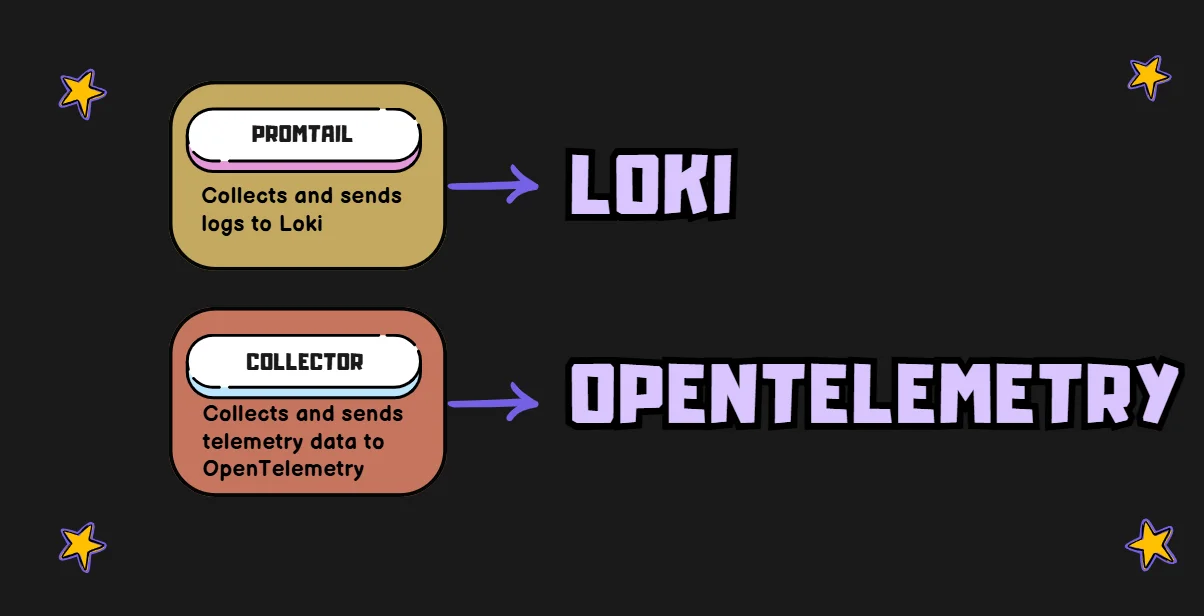 PROMTAIL
Collects and sends
logs to Loki
LOKI
COLLECTOR
Collects and sends
telemetry data to
OpenTelemetry
OPENTELEMETRY